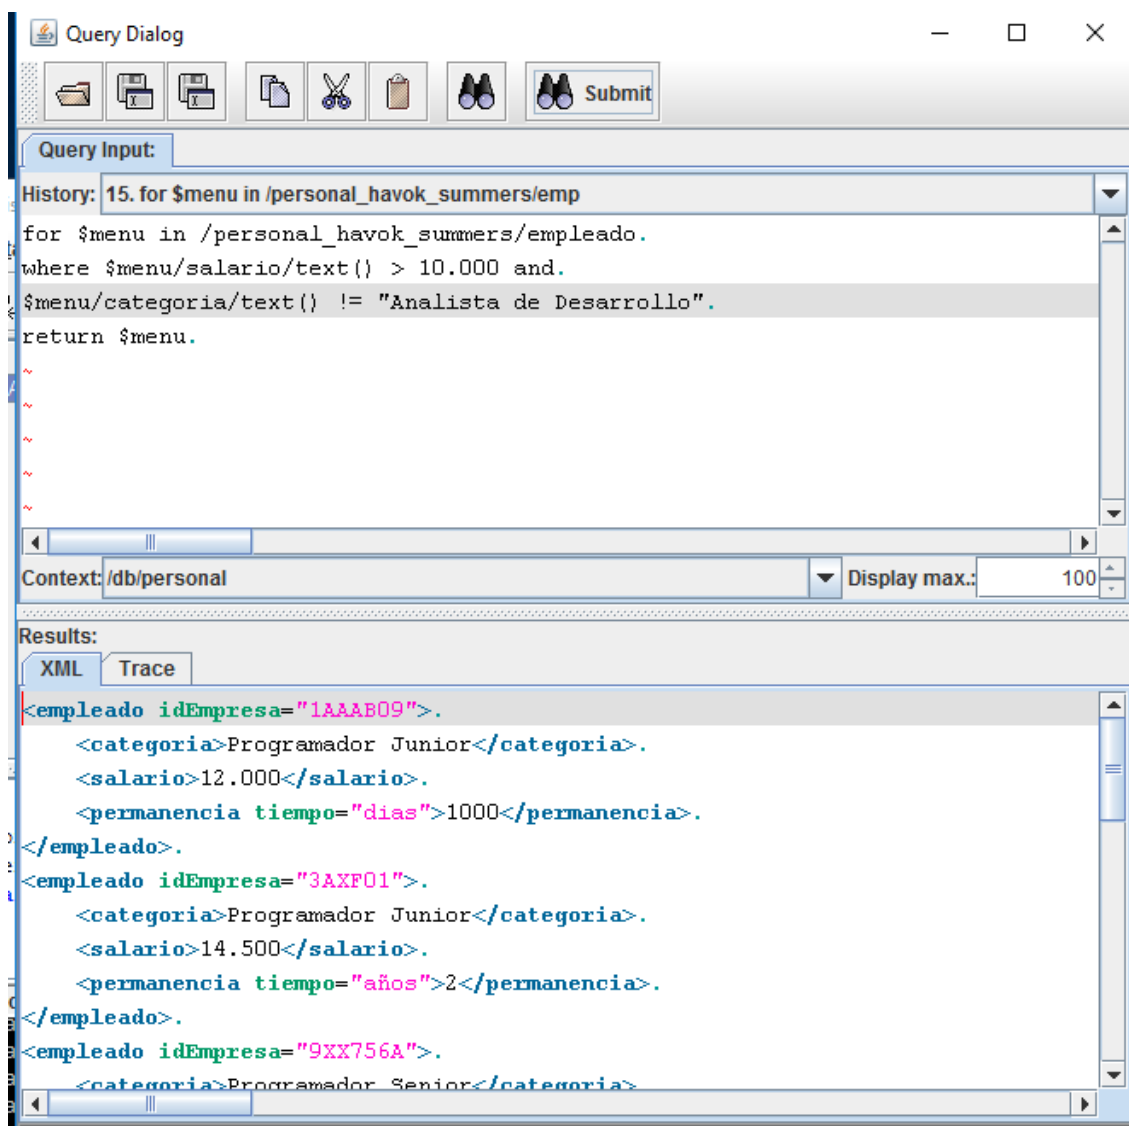 Query Dialog
Submit
Query Input:
History: 15. for $menu in /personal_havok_summers/emp
for $menu in /personal_havok_summers/empleado.
where $menu/salario/text() > 10.000 and.
$menu/categoria/text() != "Analista de Desarrollo".
return $menu.
~
~
~
~
~
Context: /db/personal Display max.: 100
Results:
XML Trace
<empleado idEmpresa="1AAAB09">.
<categoria>Programador Junior</categoria>.
<salario>12.000</salario>.
<permanencia tiempo="dias">1000</permanencia>.
</empleado>.
<empleado idEmpresa="3AXF01">.
<categoria>Programador Junior</categoria>.
<salario>14.500</salario>.
<permanencia tiempo="años">2</permanencia>.
</empleado>.
<empleado idEmpresa="9XX756A">.
<categoria>Programador Senior</categoria>